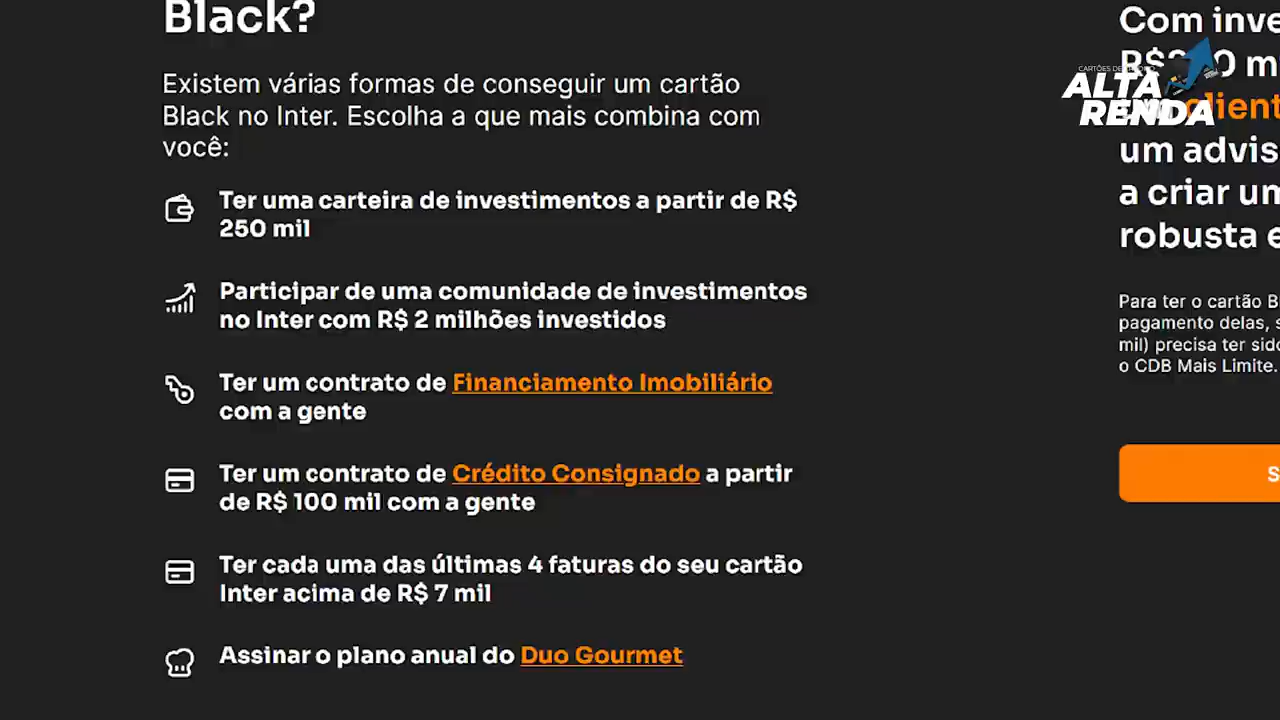 Black?
Existem várias formas de conseguir um cartão
Black no Inter. Escolha a que mais combina com
você:
Ter uma carteira de investimentos a partir de R$
250 mil
Participar de uma comunidade de investimentos
no Inter com R$ 2 milhões investidos
Ter um contrato de Financiamento Imobiliário
com a gente
Ter um contrato de Crédito Consignado a partir
de R$ 100 mil com a gente
Ter cada uma das últimas 4 faturas do seu cartão
Inter acima de R$ 7 mil
Assinar o plano anual do Duo Gourmet
Com inve
R$
um advis
a criar un
robusta e
Para ter o cartão B
pagamento delas, s
mil) precisa ter sido
o CDB Mais Limite.
S
ALTA
RENDA